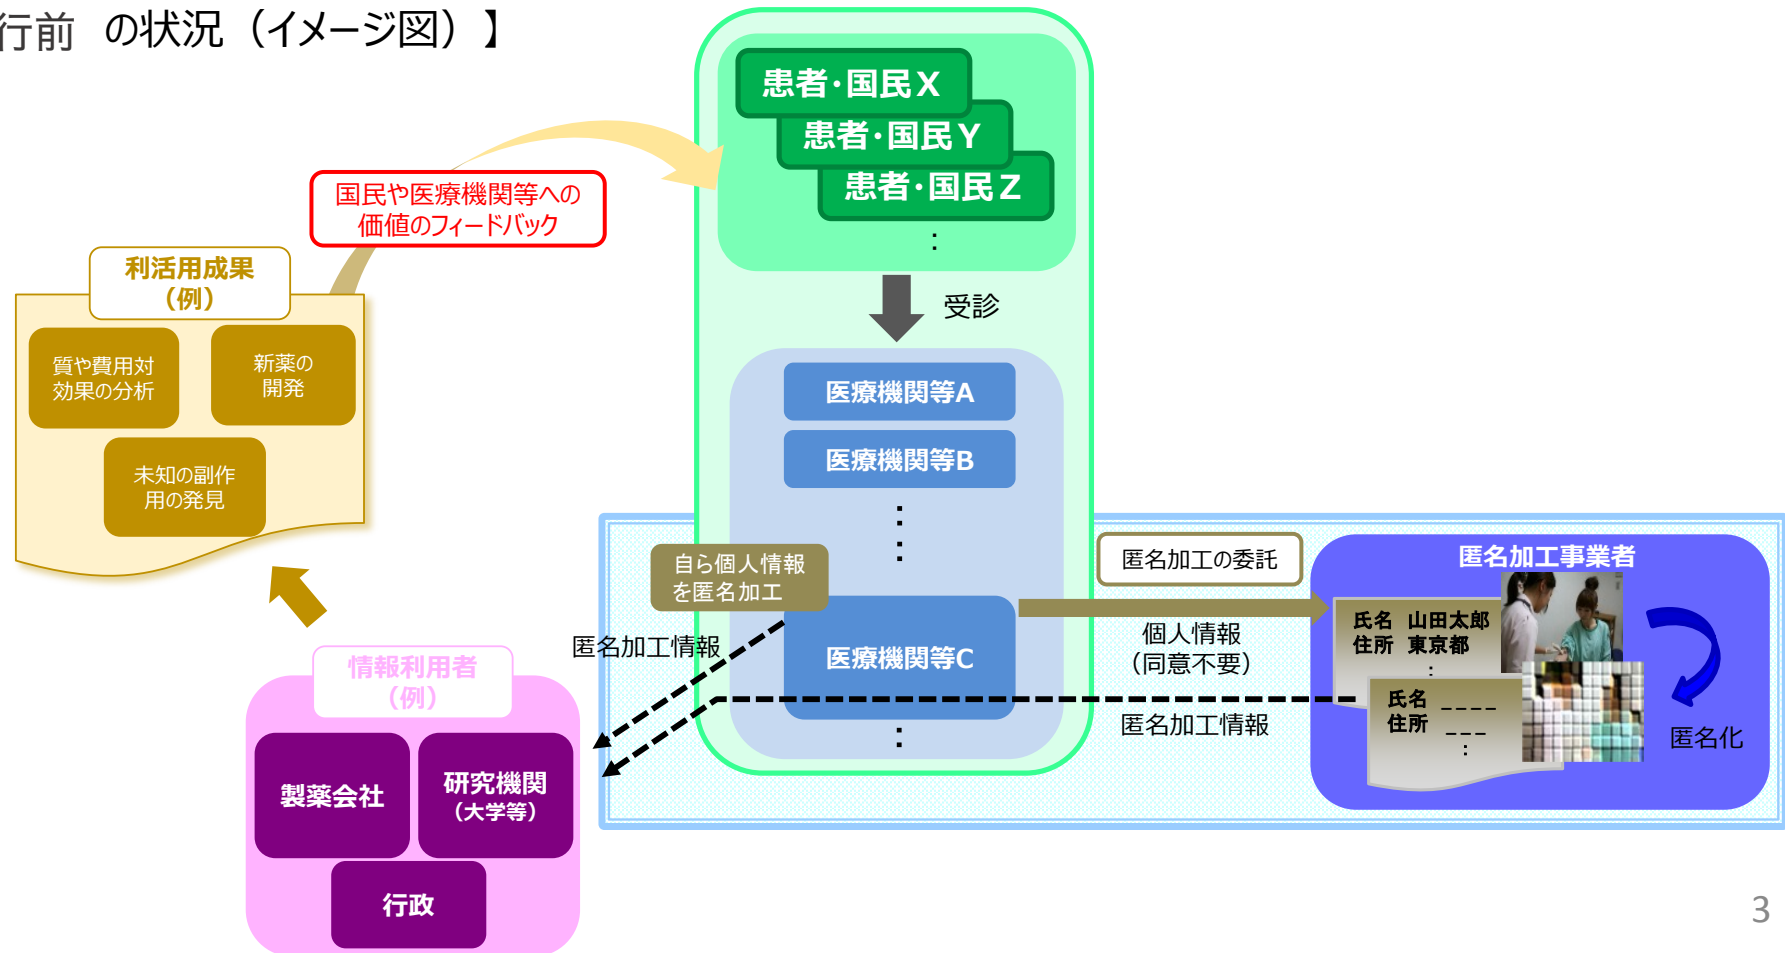 行前 の状況（イメージ図）】
患者・国民X
患者・国民Y
患者・国民Z
：
国民や医療機関等への
価値のフィードバック
利活用成果
（例）
質や費用対
効果の分析
新薬の
開発
未知の副作
用の発見
受診
医療機関等A
医療機関等B
：
：
自ら個人情報
を匿名加工
医療機関等C
：
匿名加工の委託
個人情報
（同意不要）
匿名加工情報
匿名加工情報
匿名加工事業者
氏名 山田太郎
住所 東京都
：
氏名 ____
住所 ___
：
匿名化
情報利用者
（例）
製薬会社
研究機関
（大学等）
行政
3